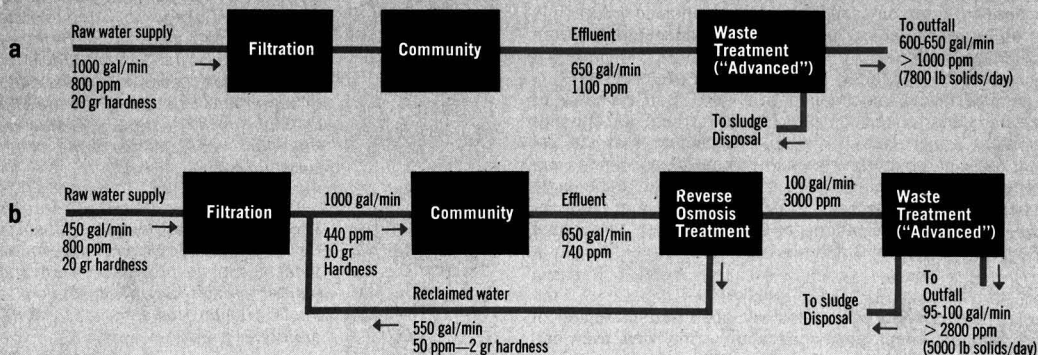 a
Raw water supply
1000 gal/min
800 ppm
20 gr hardness
Filtration
Community
Effluent
650 gal/min
1100 ppm
Waste
Treatment
("Advanced")
To sludge
Disposal
To outfall
600-650 gal/min
> 1000 ppm
(7800 lb solids/day)
b
Raw water supply
450 gal/min
800 ppm
20 gr hardness
Filtration
1000 gal/min
440 ppm
10 gr
Hardness
Community
Effluent
650 gal/min
740 ppm
Reverse
Osmosis
Treatment
100 gal/min
3000 ppm
Waste
Treatment
("Advanced")
Reclaimed water
550 gal/min
50 ppm—2 gr hardness
To sludge
Disposal
To
Outfall
95-100 gal/min
> 2800 ppm
(5000 lb solids/day)